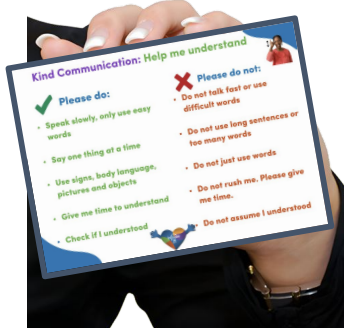 Kind Communication: Help me understand
Please do:
• Speak slowly, only use easy
words
• Say one thing at a time
• Use signs, body language,
pictures and objects
• Give me time to understand
• Check if I understood
Please do not:
• Do not talk fast or use
difficult words
• Do not use long sentences or
too many words
• Do not just use words
• Do not rush me. Please give
me time.
• Do not assume I understood